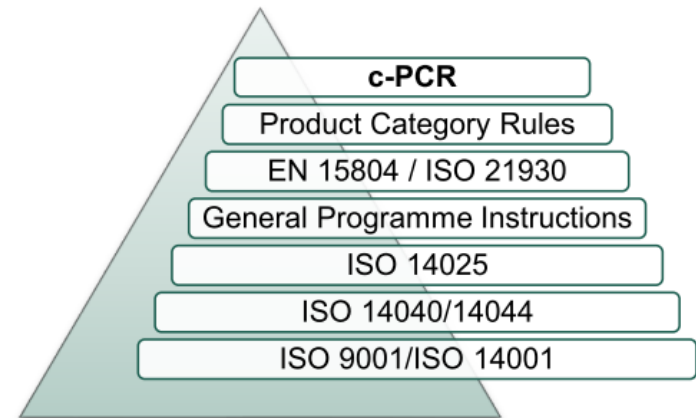 c-PCR
Product Category Rules
EN 15804 / ISO 21930
General Programme Instructions
ISO 14025
ISO 14040/14044
ISO 9001/ISO 14001